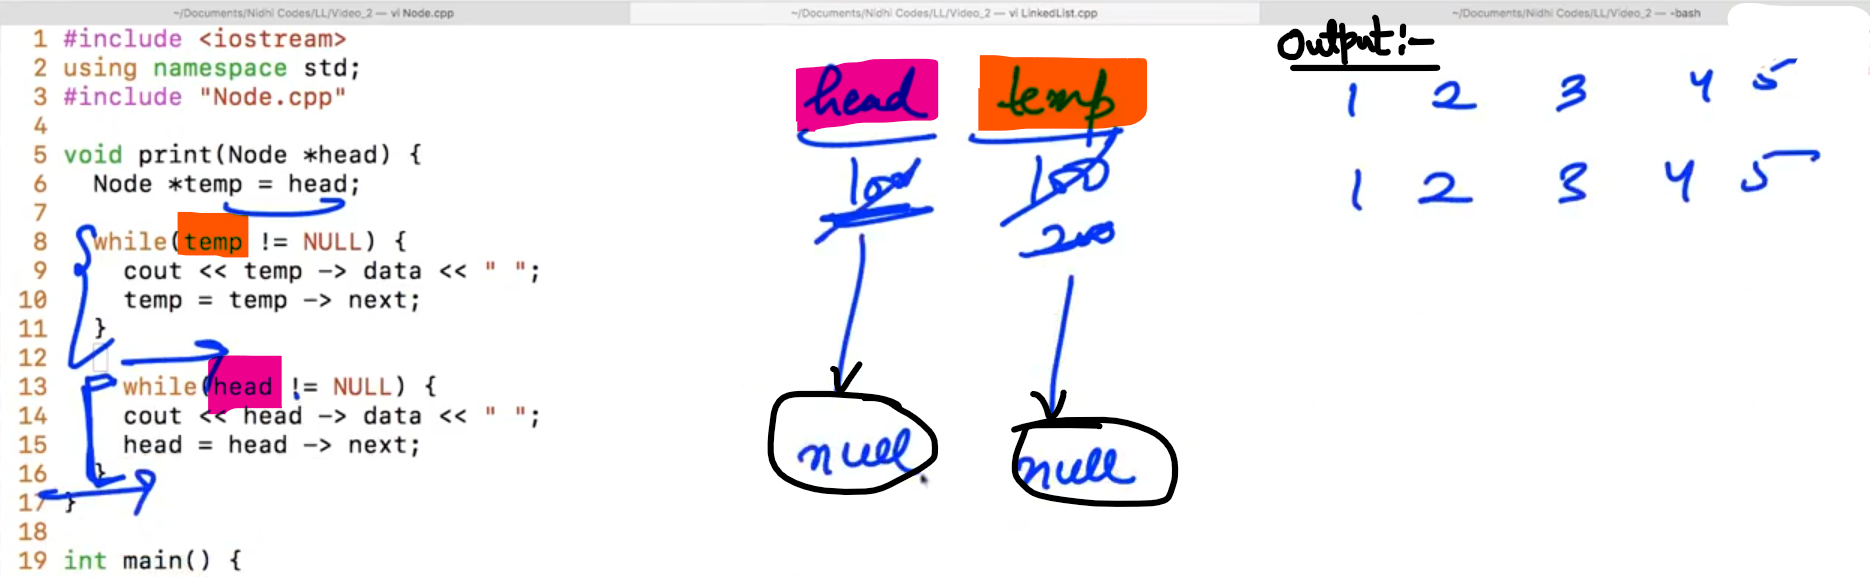 ~/Documents/Nidhi Codes/LL/Video_2 — vi Node.cpp
~/Documents/Nidhi Codes/LL/Video_2 — vi LinkedList.cpp
~/Documents/Nidhi Codes/LL/Video_2 — -bash
1 #include <iostream>
2 using namespace std;
3 #include "Node.cpp"
4
5 void print(Node *head) {
6 Node *temp = head;
7
8 while(temp != NULL) {
9 cout << temp -> data << " ";
10 temp = temp -> next;
11 }
12
13 while(head != NULL) {
14 cout << head -> data << " ";
15 head = head -> next;
16 }
17 }
18
19 int main() {
head temp
100 100
200
null null
Output:-
1 2 3 4 5
1 2 3 4 5